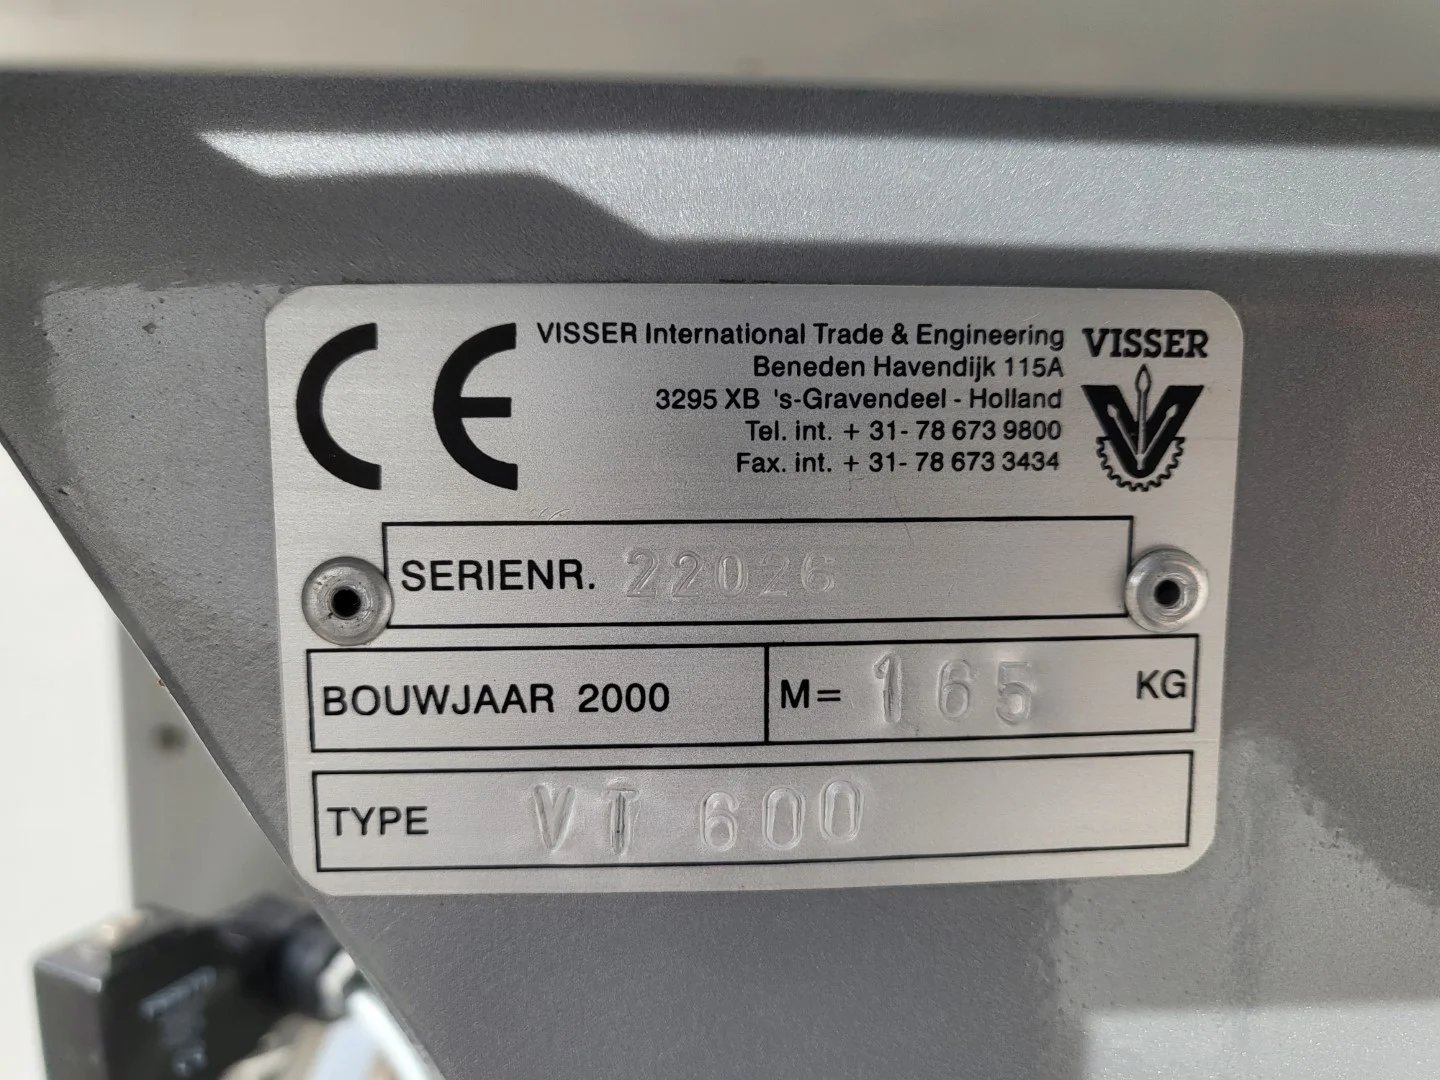 CE
VISSER International Trade & Engineering
Beneden Havendijk 115A
3295 XB 's-Gravendeel - Holland
Tel. int. + 31- 78 673 9800
Fax. int. + 31- 78 673 3434
VISSER
SERIENR. 22026
BOUWJAAR 2000 M= 165 KG
TYPE VT 600